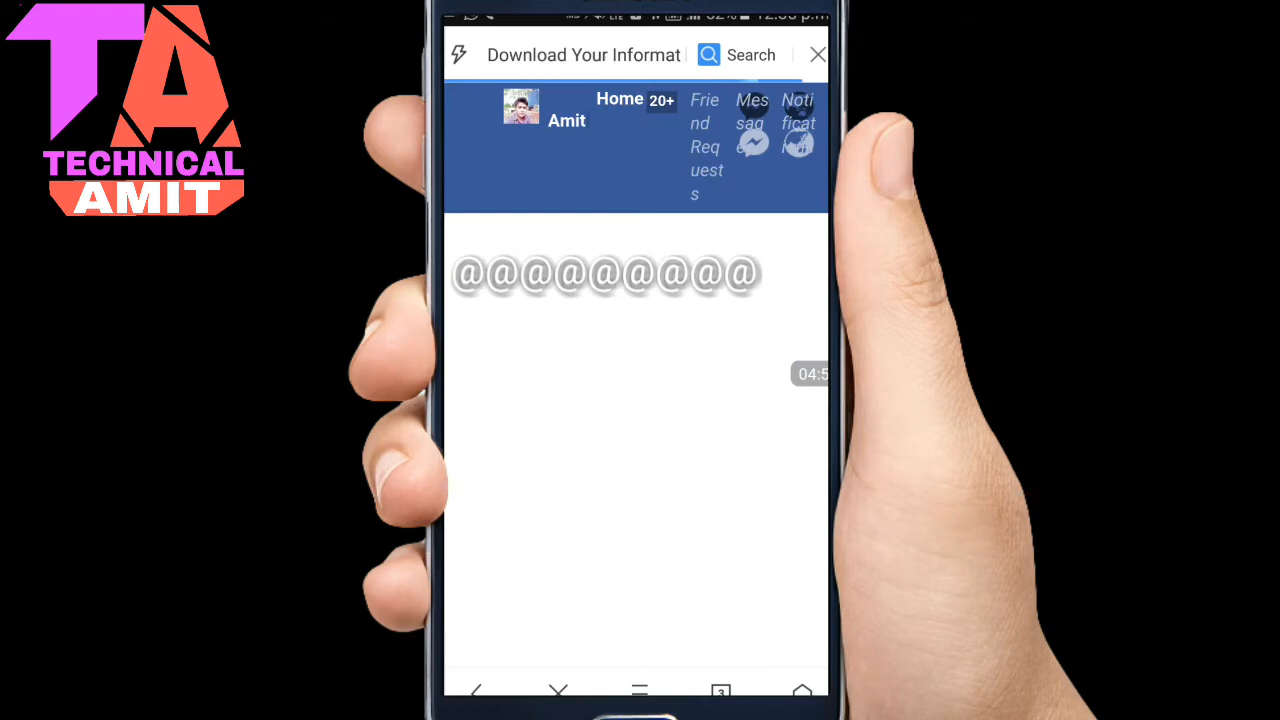 TA
TECHNICAL
AMIT
Download Your Informat
Search
Amit
Home 20+
Frie
nd
Req
uest
s
Mes
sag
Noti
ficat
@@@@@@@@@
04:5
3